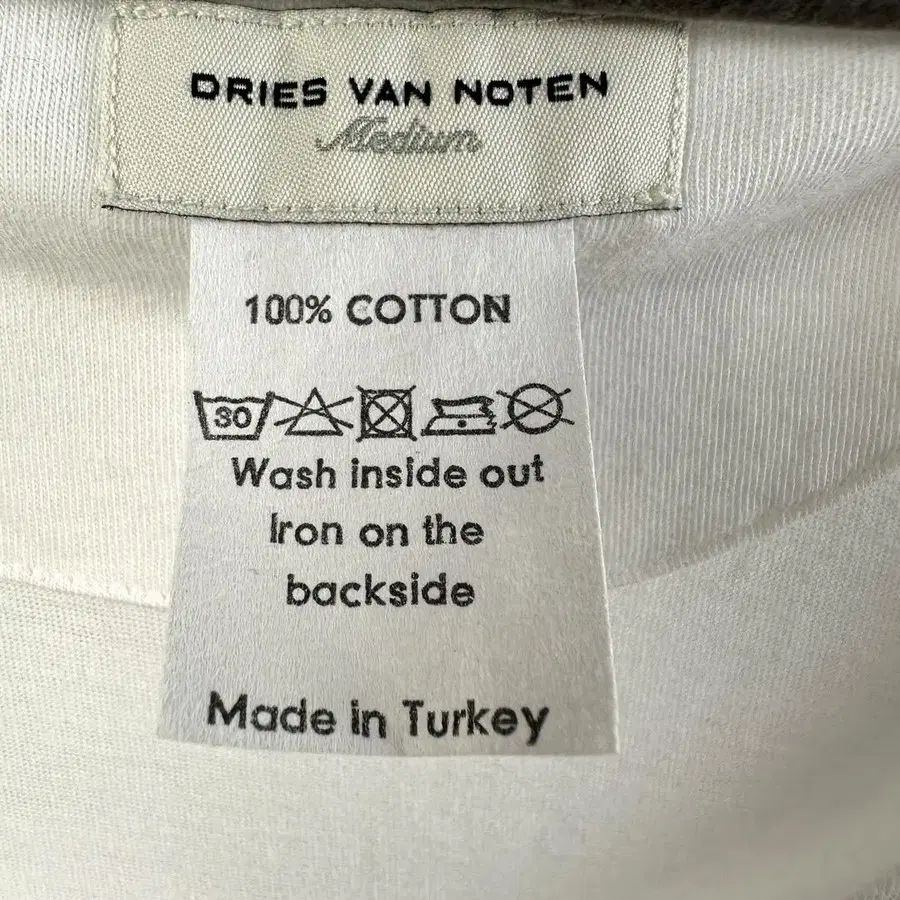 DRIES VAN NOTEN
Medium
100% COTTON
30
Wash inside out
Iron on the
backside
Made in Turkey